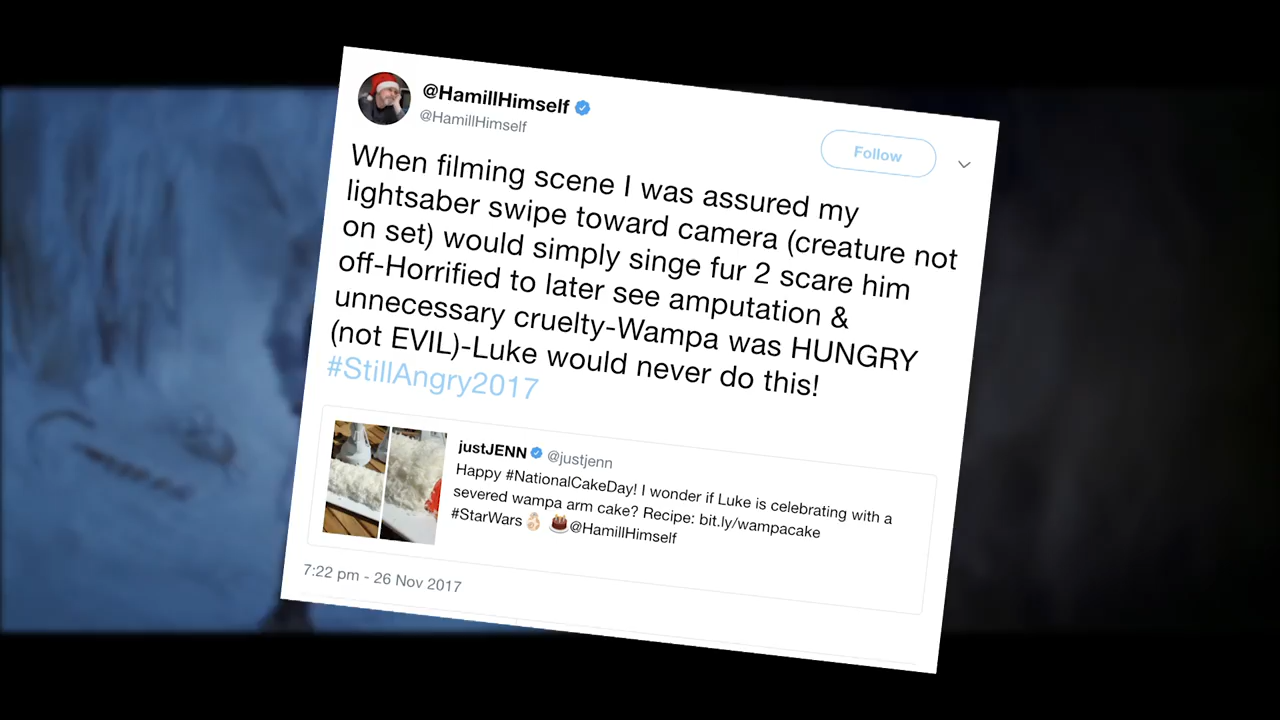 @HamillHimself
@HamillHimself
Follow
When filming scene I was assured my
lightsaber swipe toward camera (creature not
on set) would simply singe fur 2 scare him
off-Horrified to later see amputation &
unnecessary cruelty-Wampa was HUNGRY
(not EVIL)-Luke would never do this!
#StillAngry2017
justJENN @justjenn
Happy #NationalCakeDay! I wonder if Luke is celebrating with a
severed wampa arm cake? Recipe: bit.ly/wampacake
#StarWars @HamillHimself
7:22 pm - 26 Nov 2017